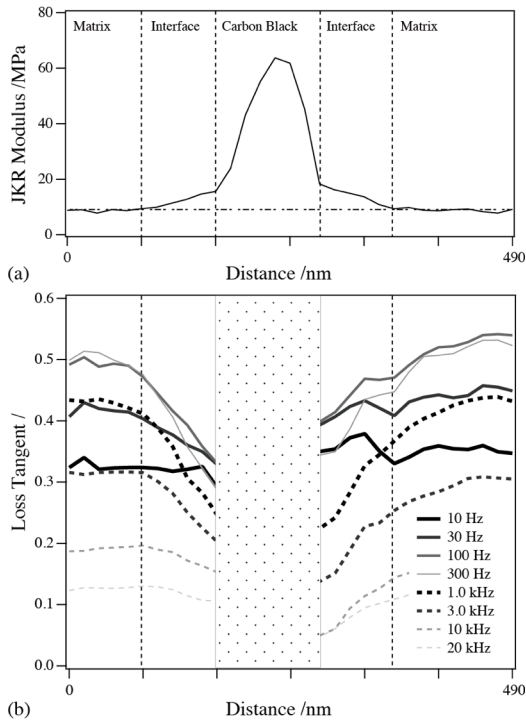 Matrix Interface Carbon Black Interface Matrix
80
60
40
20
0
JKR Modulus /MPa
0 490
(a) Distance /nm
0.6
0.5
0.4
0.3
0.2
0.1
0.0
Loss Tangent /
10 Hz
30 Hz
100 Hz
300 Hz
1.0 kHz
3.0 kHz
10 kHz
20 kHz
0 490
(b) Distance /nm